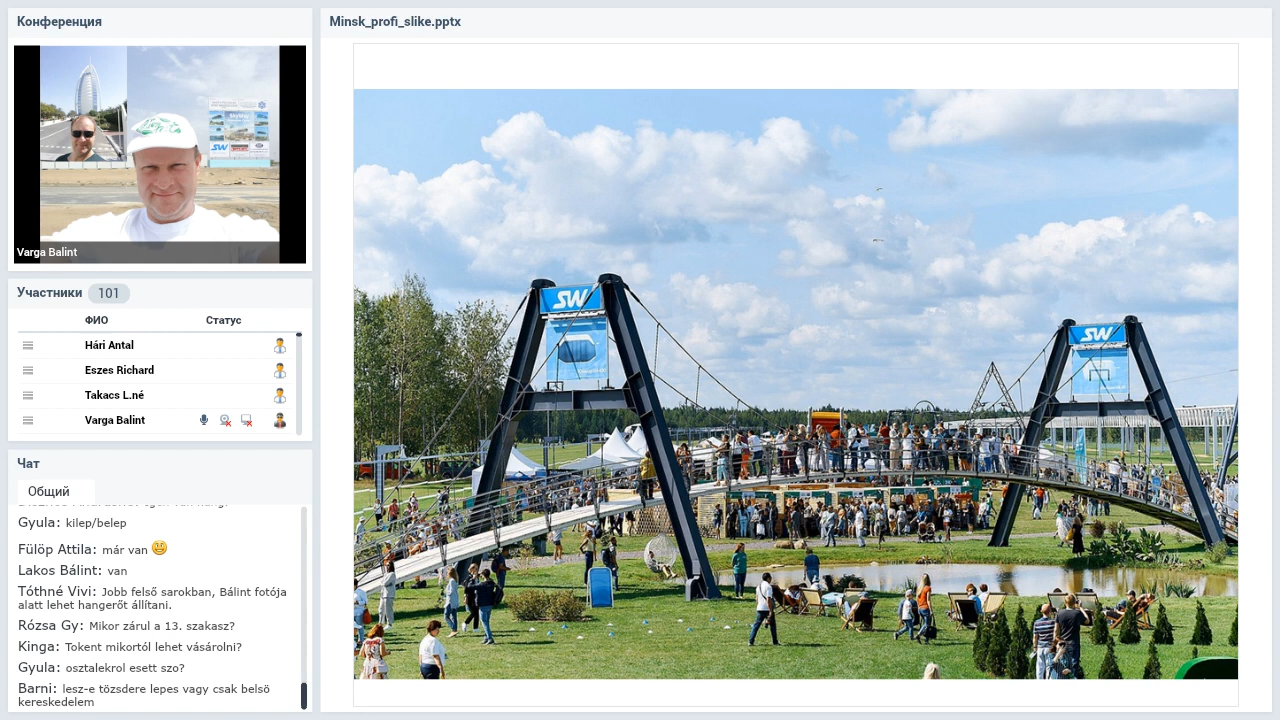 Конференция
Varga Balint
Участники 101
ФИО Статус
Hári Antal
Eszes Richard
Takacs L.né
Varga Balint
Чат
Общий
Gyula: kilep/belep
Fülöp Attila: már van
Lakos Bálint: van
Tóthné Vivi: Jobb felső sarokban, Bálint fotója
alatt lehet hangerőt állítani.
Rózsa Gy: Mikor zárul a 13. szakasz?
Kinga: Tokent mikortól lehet vásárolni?
Gyula: osztalekrol esett szo?
Barni: lesz-e tözsdere lepes vagy csak belsö
kereskedelem
Minsk_profi_slike.pptx
SW
SW
SW